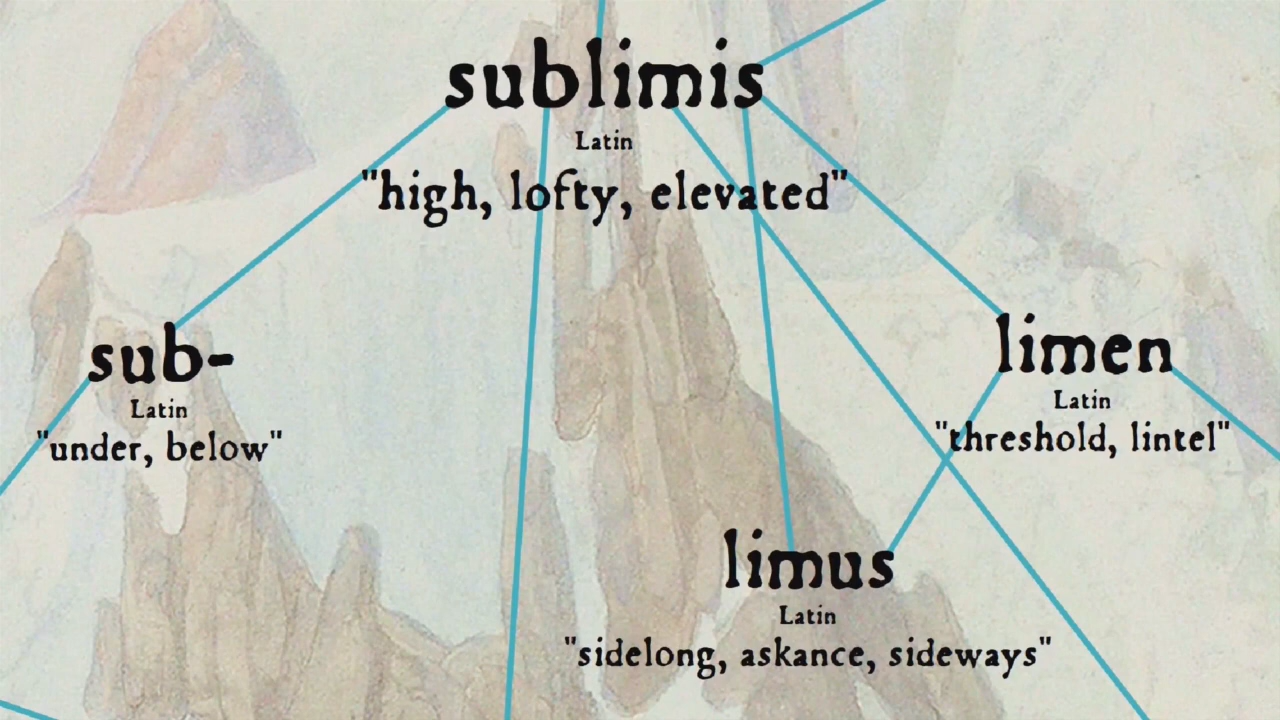 sublimis
Latin
"high, lofty, elevated"
sub-
Latin
"under, below"
limen
Latin
"threshold, lintel"
limus
Latin
"sidelong, askance, sideways"